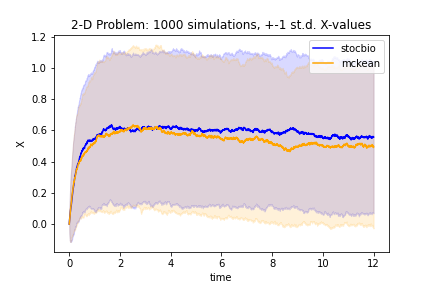 2-D Problem: 1000 simulations, +-1 st.d. X-values
stocbio
mckean
1.2
1.0
0.8
0.6
0.4
0.2
0.0
X
0
2
4
6
8
10
12
time